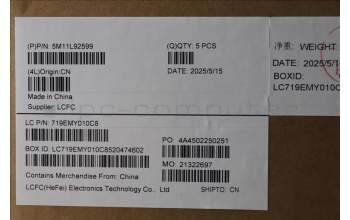 (P)P/N: 5M11L92599
(Q)QTY: 5 PCS
(4L)Origin:CN
DATE: 2025/5/15
Made in China
Supplier: LCFC
净重: WEIGHT:
DATE: 2025/5/1
BOXID:
LC719EMY010C
LC P/N: 719EMY010C8
PO: 4A4502250251
BOX ID: LC719EMY010C8520474602
MO: 21322697
Contains Merchandise From: China
LCFC(HeFei) Electronics Technology Co., Ltd
SHIPTO: CN